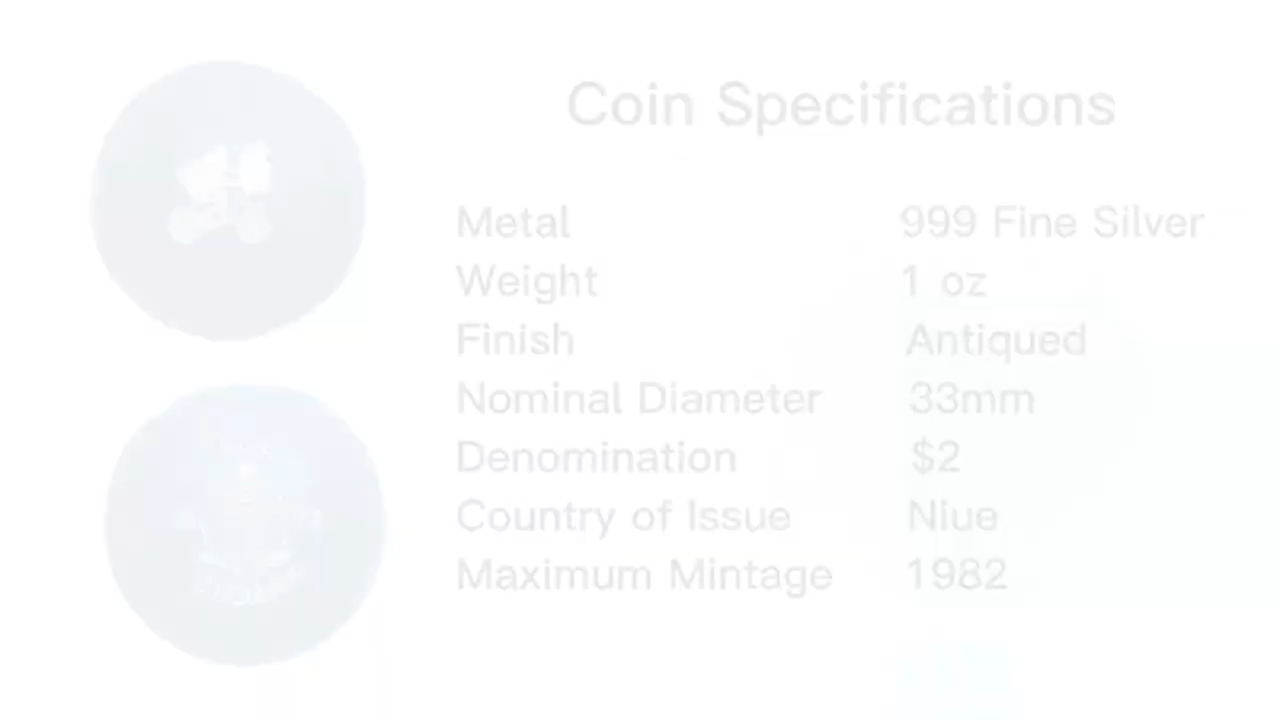 Coin Specifications
Metal 999 Fine Silver
Weight 1 oz
Finish Antiqued
Nominal Diameter 33mm
Denomination $2
Country of Issue Niue
Maximum Mintage 1982